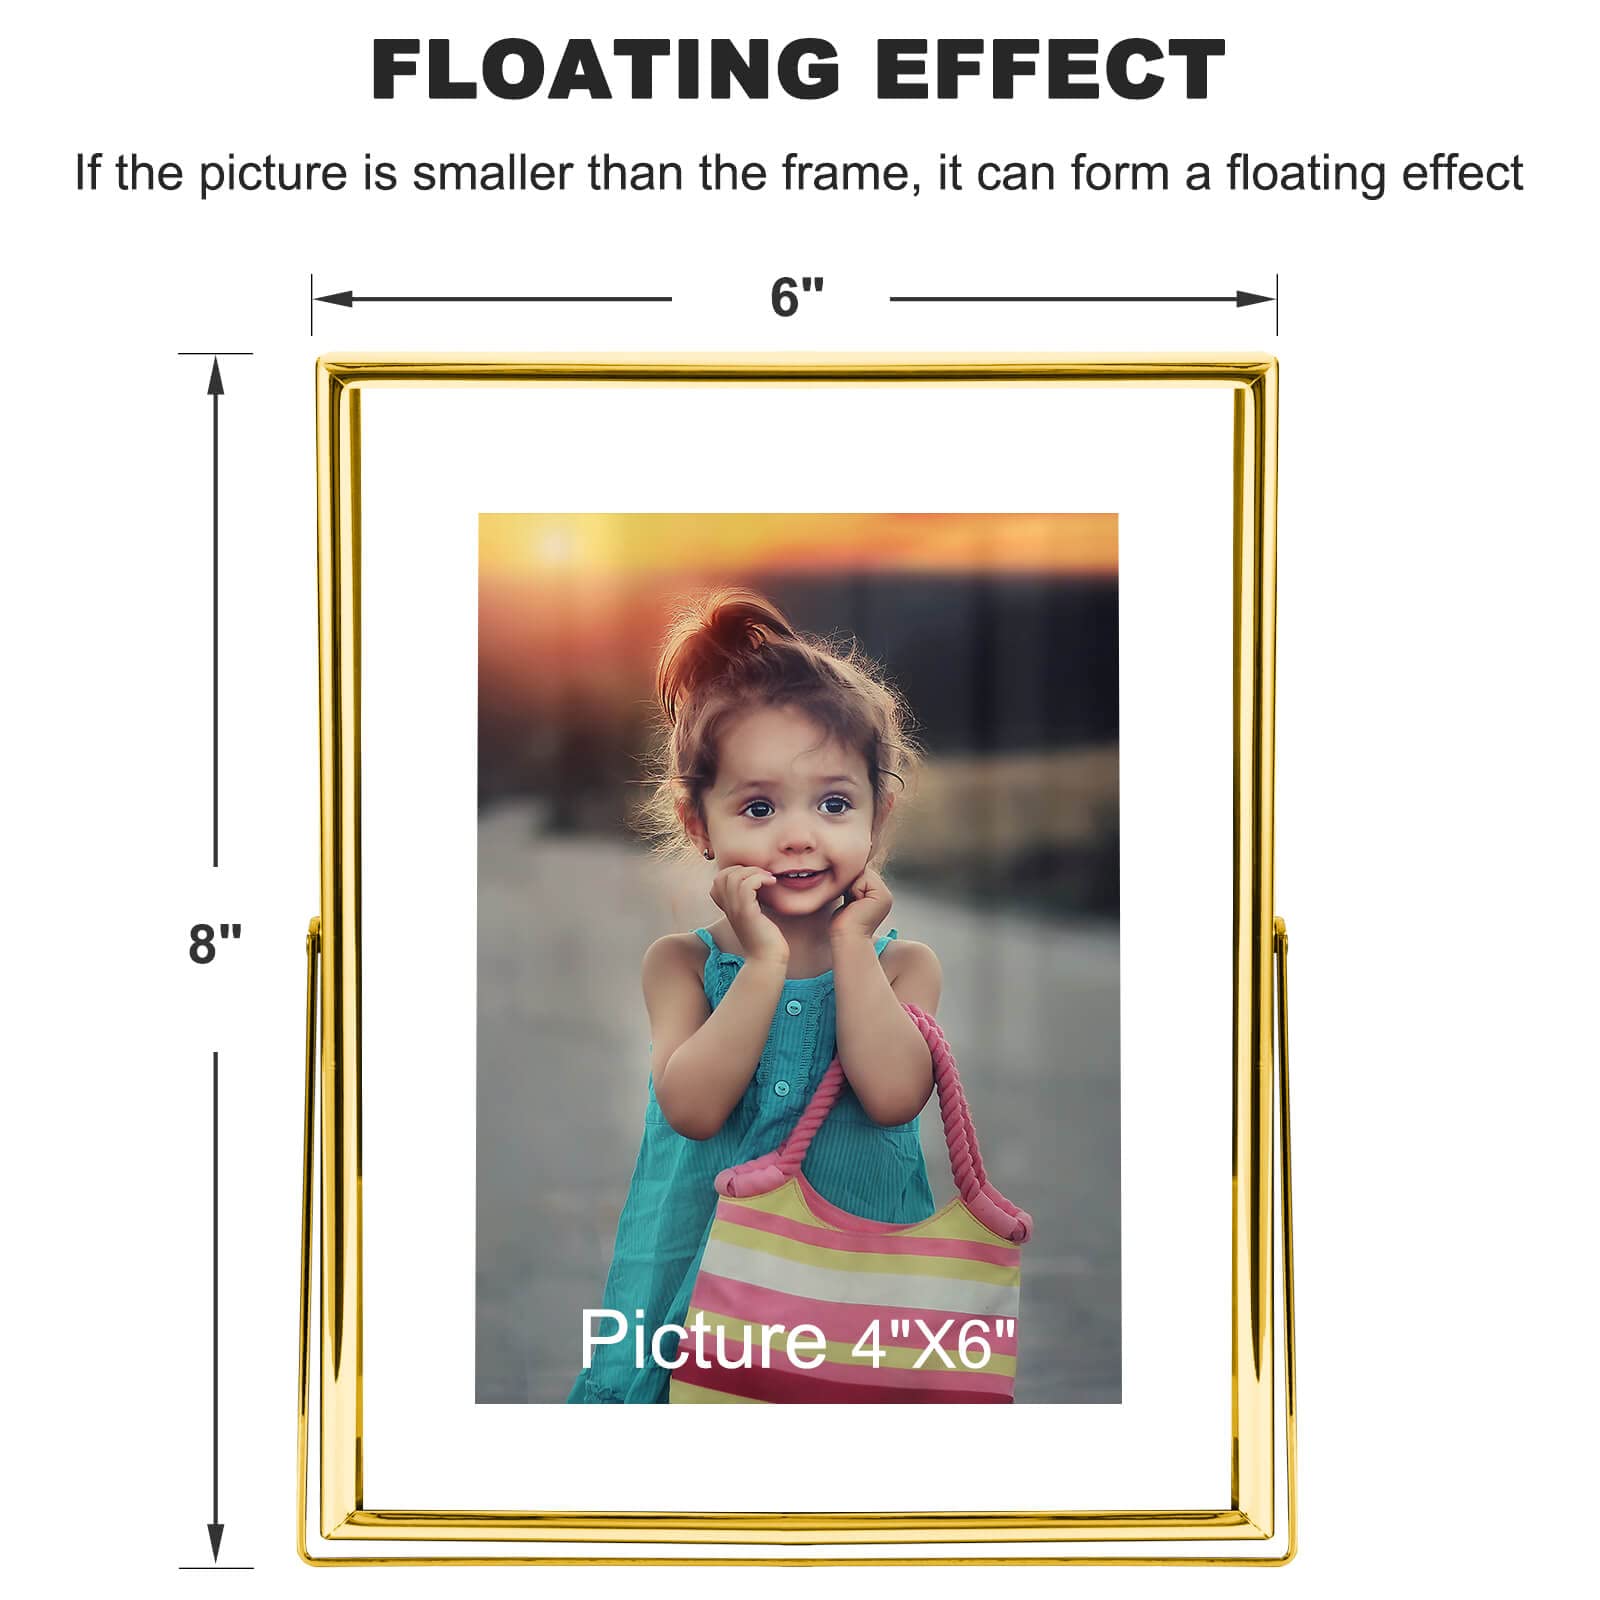 FLOATING EFFECT
If the picture is smaller than the frame, it can form a floating effect
6"
8"
Picture 4"X6"